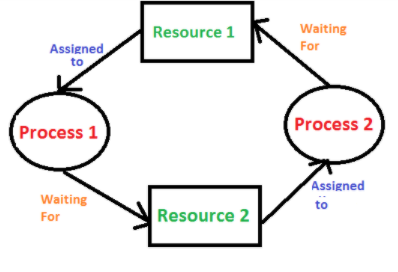 Resource 1
Waiting
For
Assigned
to
Process 1
Process 2
Waiting
For
Assigned
to
Resource 2